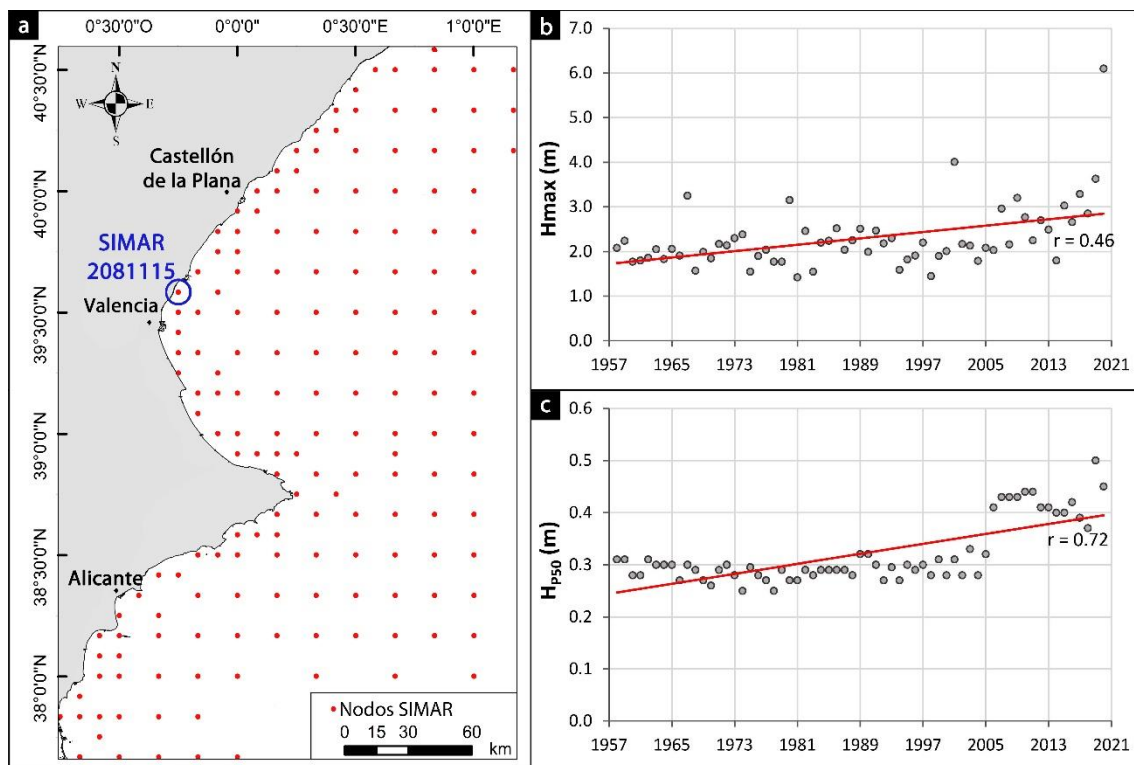 a
0°30'0"O 0°0'0" 0°30'0"E 1°0'0"E
40°30'0"N
40°0'0"N
39°30'0"N
39°0'0"N
38°30'0"N
38°0'0"N
N
W E
S
Castellón
de la Plana
SIMAR
2081115
Valencia
Alicante
Nodos SIMAR
0 15 30 60
km
b
Hmax (m)
7.0
6.0
5.0
4.0
3.0
2.0
1.0
0.0
r = 0.46
1957 1965 1973 1981 1989 1997 2005 2013 2021
c
HP50 (m)
0.6
0.5
0.4
0.3
0.2
0.1
0.0
r = 0.72
1957 1965 1973 1981 1989 1997 2005 2013 2021